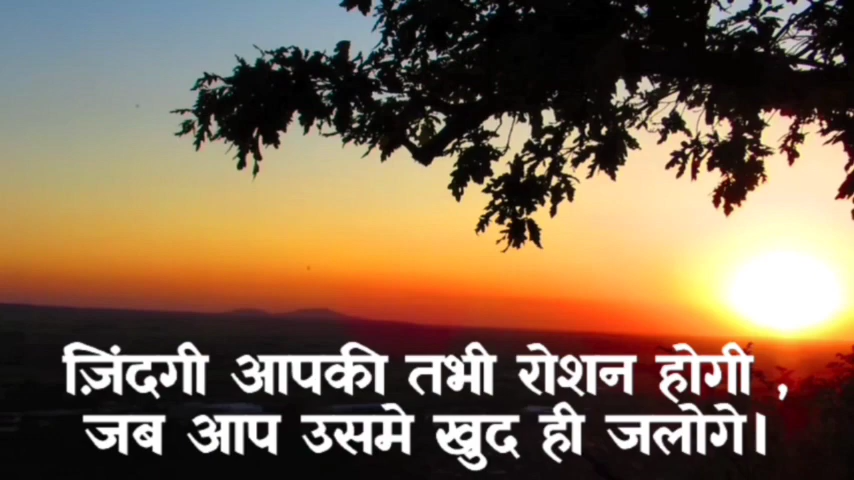 ज़िंदगी आपकी तभी रोशन होगी ,
जब आप उसमे खुद ही जलोगे।